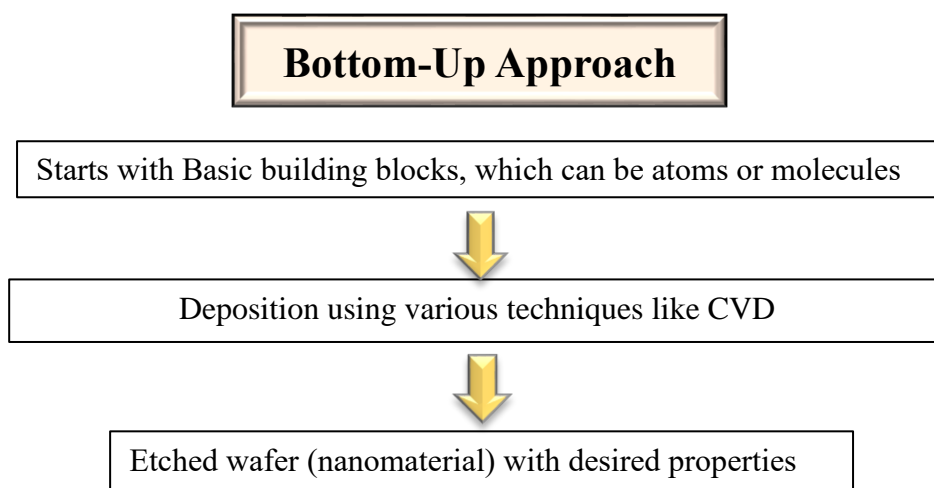 Bottom-Up Approach
Starts with Basic building blocks, which can be atoms or molecules
Deposition using various techniques like CVD
Etched wafer (nanomaterial) with desired properties